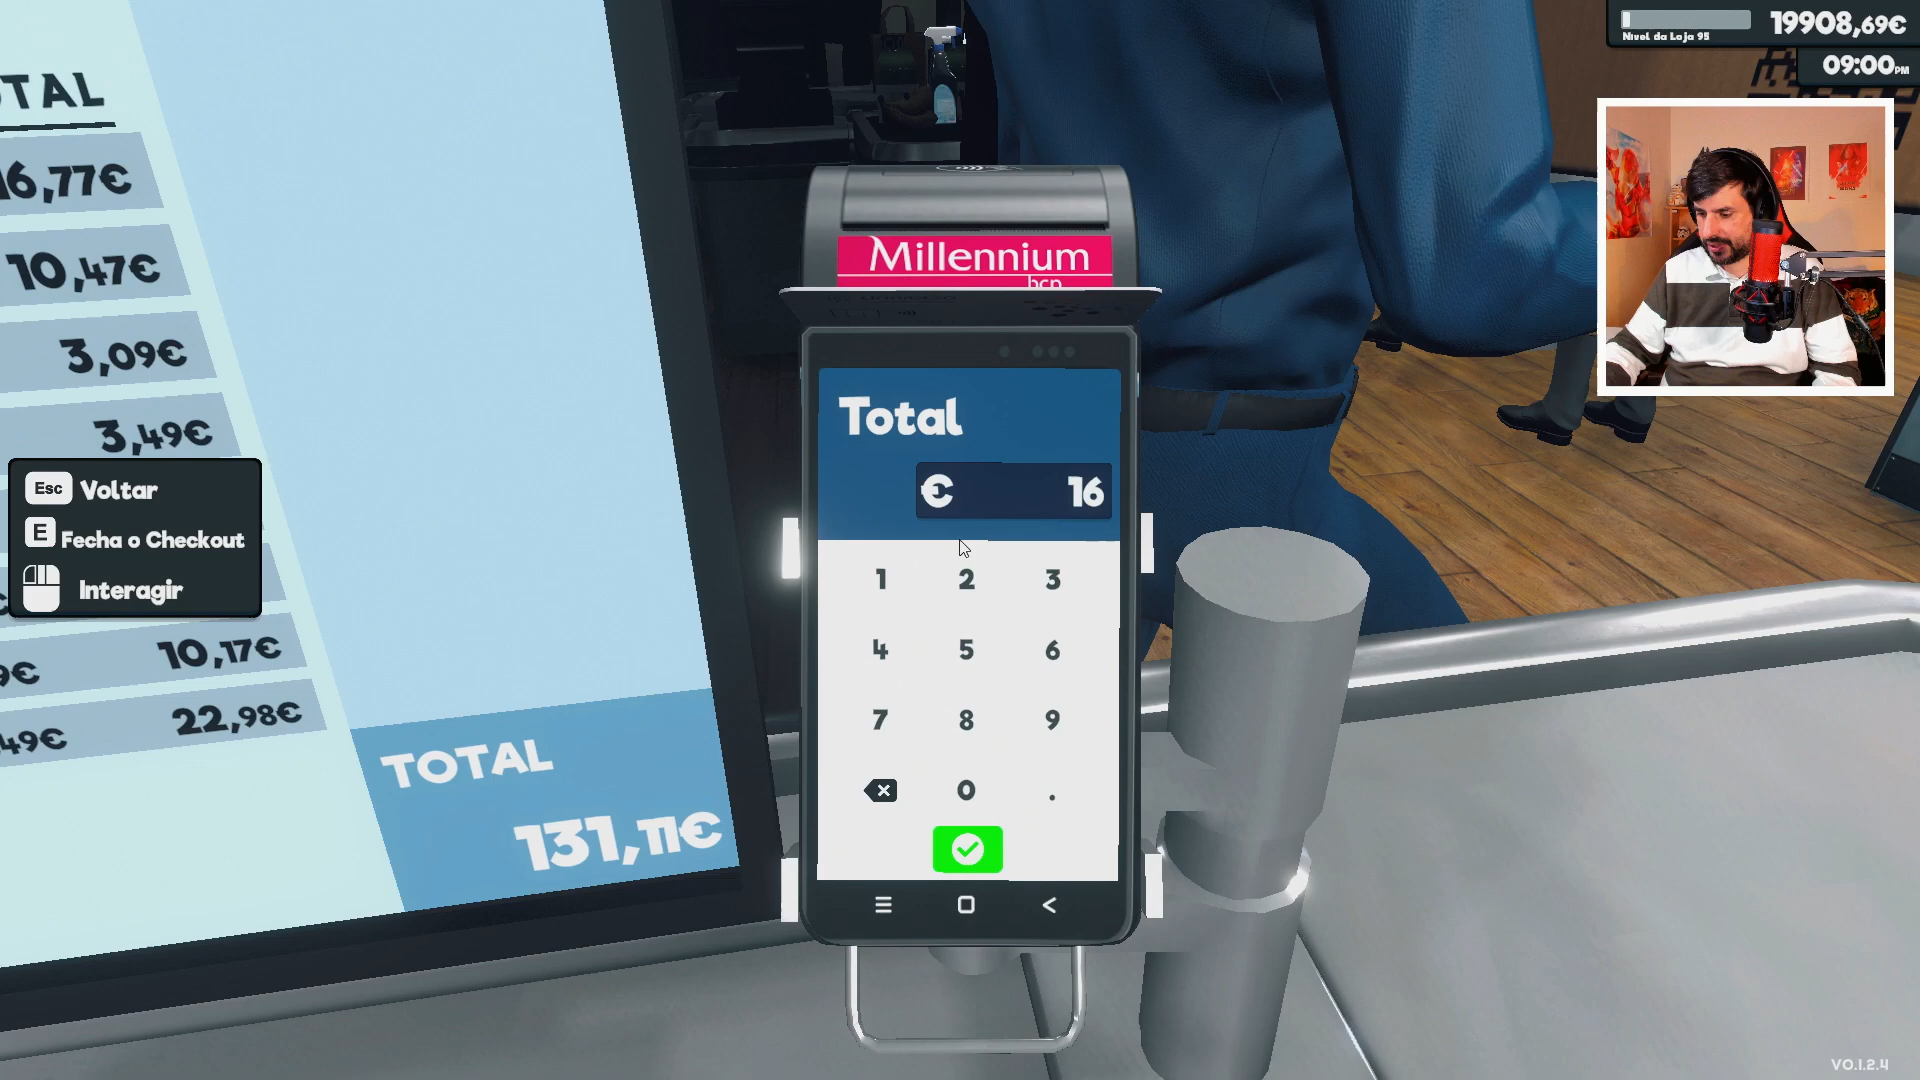 19908,69€
Nível da Loja 95
09:00PM
TAL
16,77€
10,47€
3,09€
3,49€
Esc Voltar
E Fecha o Checkout
Interagir
9€ 10,17€
49€ 22,98€
TOTAL
131,11€
Millennium
bcp
Total
€ 16
1 2 3
4 5 6
7 8 9
0 .
V0.1.2.4